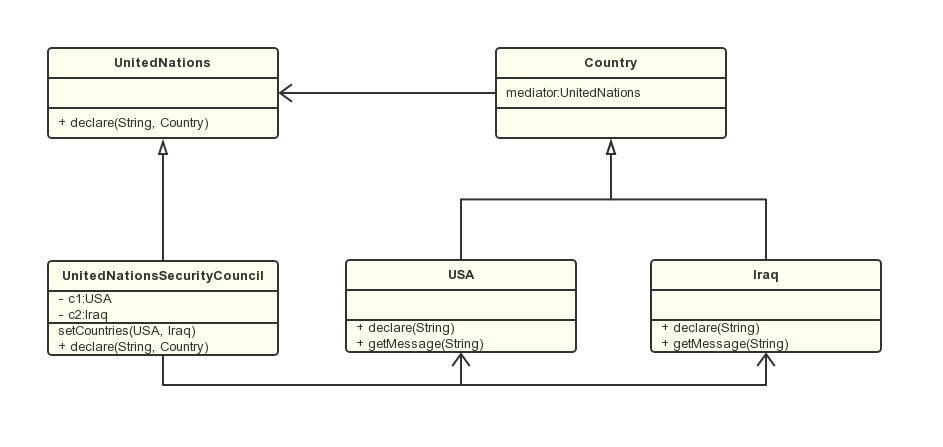 UnitedNations
+ declare(String, Country)
Country
mediator:UnitedNations
UnitedNationsSecurityCouncil
- c1:USA
- c2:Iraq
setCountries(USA, Iraq)
+ declare(String, Country)
USA
+ declare(String)
+ getMessage(String)
Iraq
+ declare(String)
+ getMessage(String)